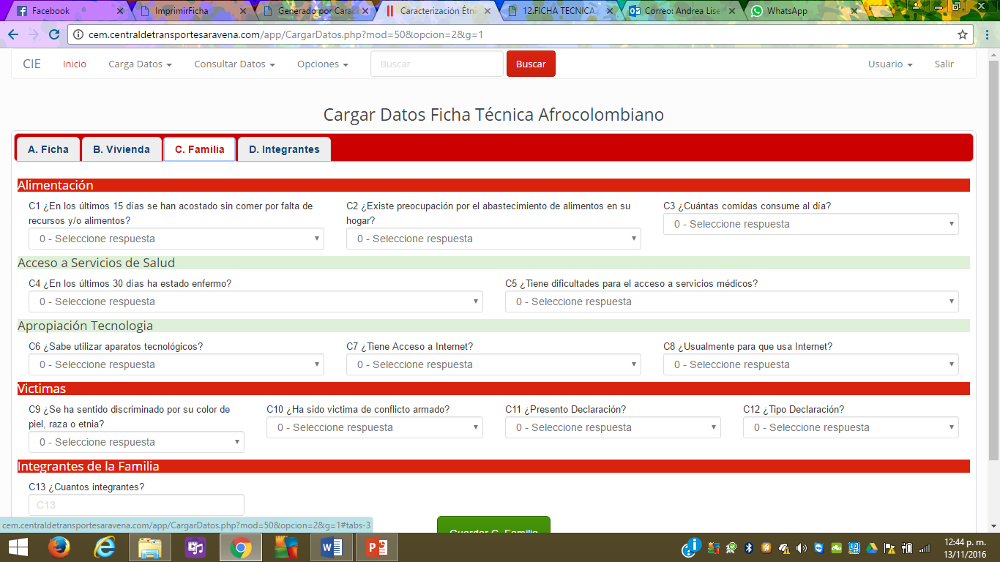 Facebook
ImprimirFicha
Generado por Carac
Caracterización Étni
12.FICHA TECNICA.
Correo: Andrea Lise
WhatsApp
cem.centraldetransportesaravena.com/app/CargarDatos.php?mod=50&opcion=2&g=1
CIE Inicio Carga Datos Consultar Datos Opciones Buscar Buscar Usuario Salir
Cargar Datos Ficha Técnica Afrocolombiano
A. Ficha B. Vivienda C. Familia D. Integrantes
Alimentación
C1 ¿En los últimos 15 días se han acostado sin comer por falta de
recursos y/o alimentos?
0 - Seleccione respuesta
C2 ¿Existe preocupación por el abastecimiento de alimentos en su
hogar?
0 - Seleccione respuesta
C3 ¿Cuántas comidas consume al día?
0 - Seleccione respuesta
Acceso a Servicios de Salud
C4 ¿En los últimos 30 días ha estado enfermo?
0 - Seleccione respuesta
C5 ¿Tiene dificultades para el acceso a servicios médicos?
0 - Seleccione respuesta
Apropiación Tecnologia
C6 ¿Sabe utilizar aparatos tecnológicos?
0 - Seleccione respuesta
C7 ¿Tiene Acceso a Internet?
0 - Seleccione respuesta
C8 ¿Usualmente para que usa Internet?
0 - Seleccione respuesta
Victimas
C9 ¿Se ha sentido discriminado por su color de
piel, raza o etnia?
0 - Seleccione respuesta
C10 ¿Ha sido victima de conflicto armado?
0 - Seleccione respuesta
C11 ¿Presento Declaración?
0 - Seleccione respuesta
C12 ¿Tipo Declaración?
0 - Seleccione respuesta
Integrantes de la Familia
C13 ¿Cuantos integrantes?
C13
Guardar C. Familia
cem.centraldetransportesaravena.com/app/CargarDatos.php?mod=50&opcion=2&g=1#tabs-3
12:44 p. m.
13/11/2016